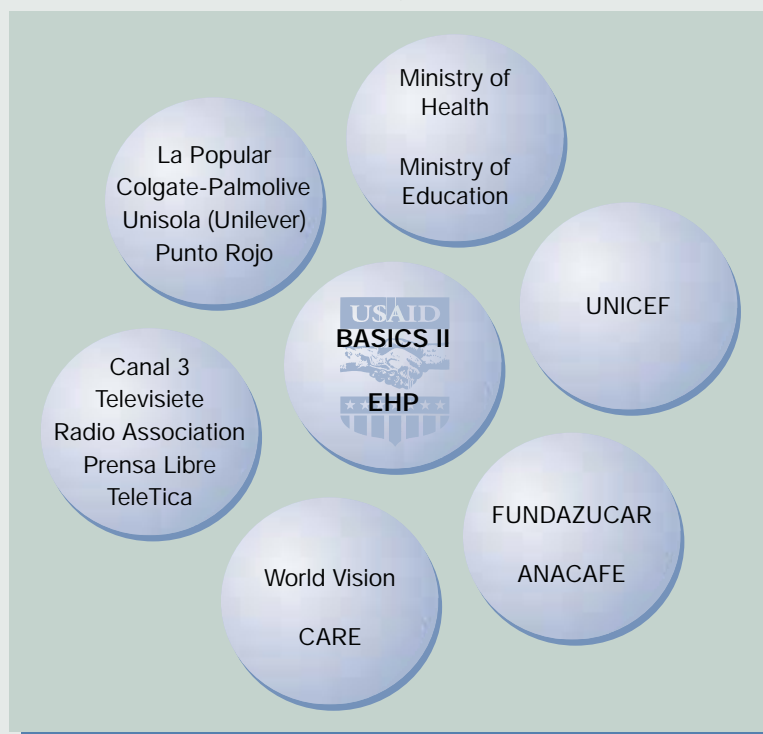 Ministry of
Health
Ministry of
Education
La Popular
Colgate-Palmolive
Unisola (Unilever)
Punto Rojo
UNICEF
USAID
BASICS II
EHP
Canal 3
Televisiete
Radio Association
Prensa Libre
TeleTica
FUNDAZUCAR
ANACAFE
World Vision
CARE